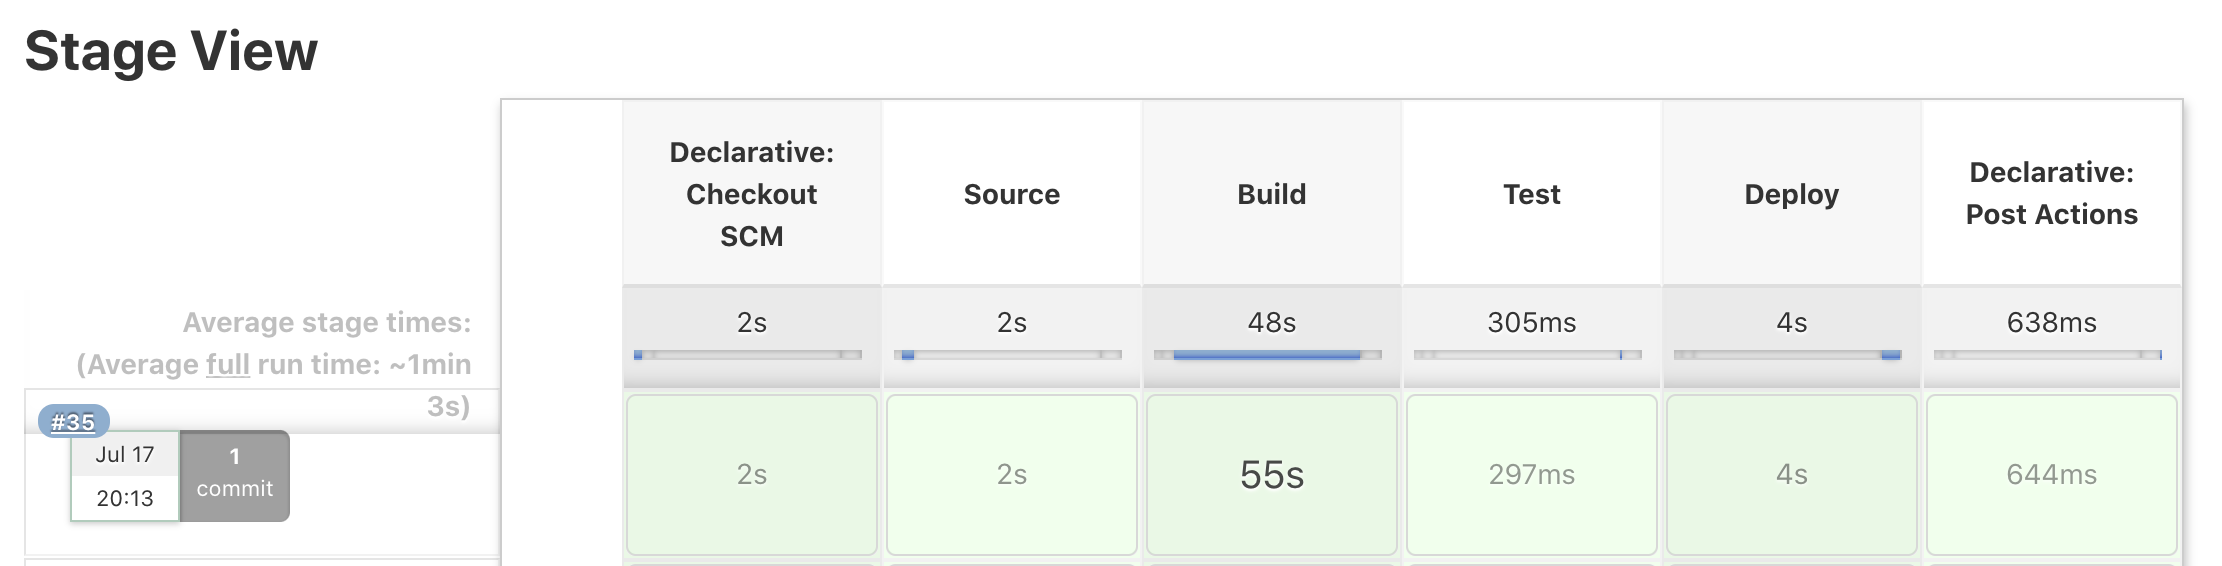 Stage View
Declarative:
Checkout
SCM
Source
Build
Test
Deploy
Declarative:
Post Actions
Average stage times:
(Average full run time: ~1min
3s)
2s
2s
48s
305ms
4s
638ms
#35
Jul 17
20:13
1
commit
2s
2s
55s
297ms
4s
644ms